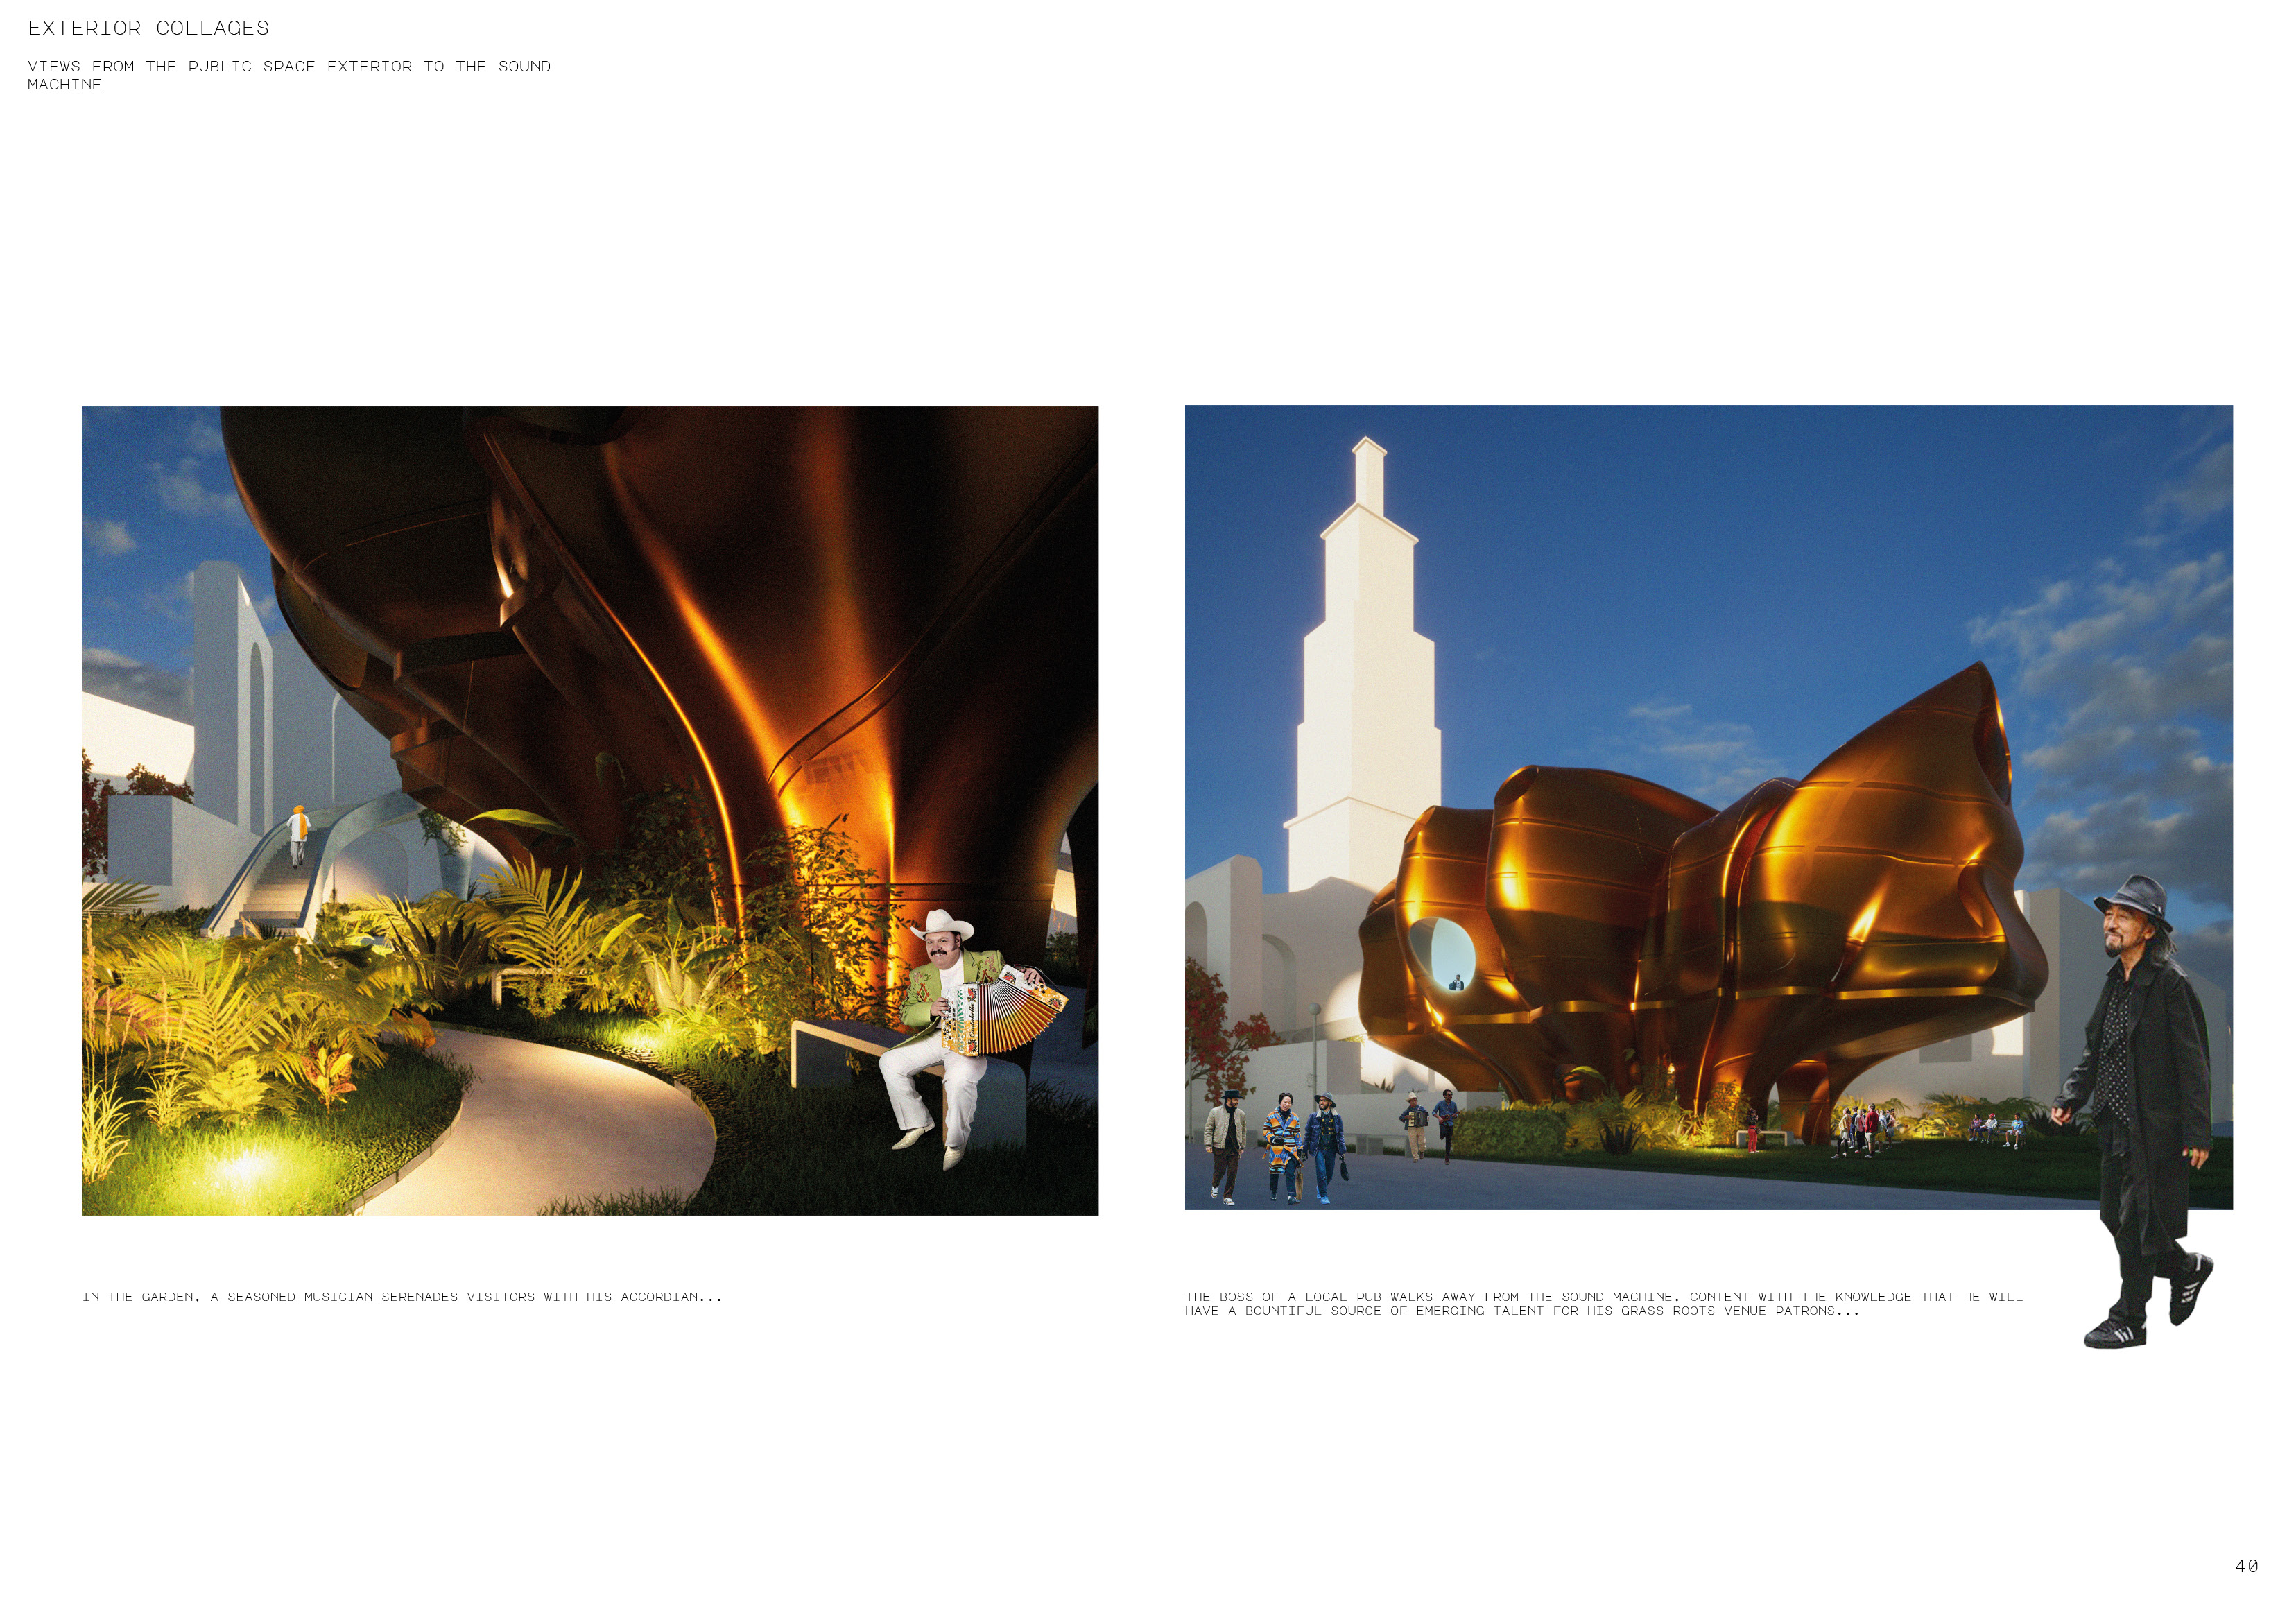 EXTERIOR COLLAGES
VIEWS FROM THE PUBLIC SPACE EXTERIOR TO THE SOUND
MACHINE
IN THE GARDEN, A SEASONED MUSICIAN SERENADES VISITORS WITH HIS ACCORDIAN...
THE BOSS OF A LOCAL PUB WALKS AWAY FROM THE SOUND MACHINE, CONTENT WITH THE KNOWLEDGE THAT HE WILL
HAVE A BOUNTIFUL SOURCE OF EMERGING TALENT FOR HIS GRASS ROOTS VENUE PATRONS...
40